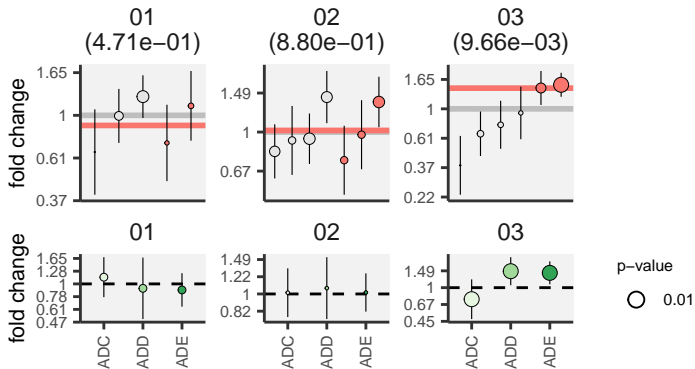 01
(4.71e−01)
02
(8.80e−01)
03
(9.66e−03)
fold change
1.65
1
0.61
0.37
1.49
1
0.67
1.65
1
0.61
0.37
0.22
01
02
03
fold change
1.65
1.28
1
0.78
0.61
0.47
1.49
1.22
1
0.82
1.49
1
0.67
0.45
ADC
ADD
ADE
ADC
ADD
ADE
ADC
ADD
ADE
p−value
0.01